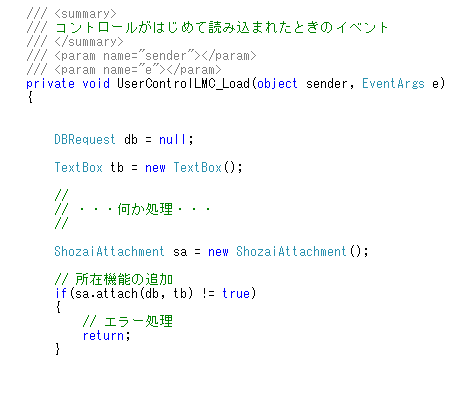 /// <summary>
/// コントロールがはじめて読み込まれたときのイベント
/// </summary>
/// <param name="sender"></param>
/// <param name="e"></param>
private void UserControlLMC_Load(object sender, EventArgs e)
{
DBRequest db = null;
TextBox tb = new TextBox();
//
// ・・・何か処理・・・
//
ShozaiAttachment sa = new ShozaiAttachment();
// 所在機能の追加
if(sa.attach(db, tb) != true)
{
// エラー処理
return;
}